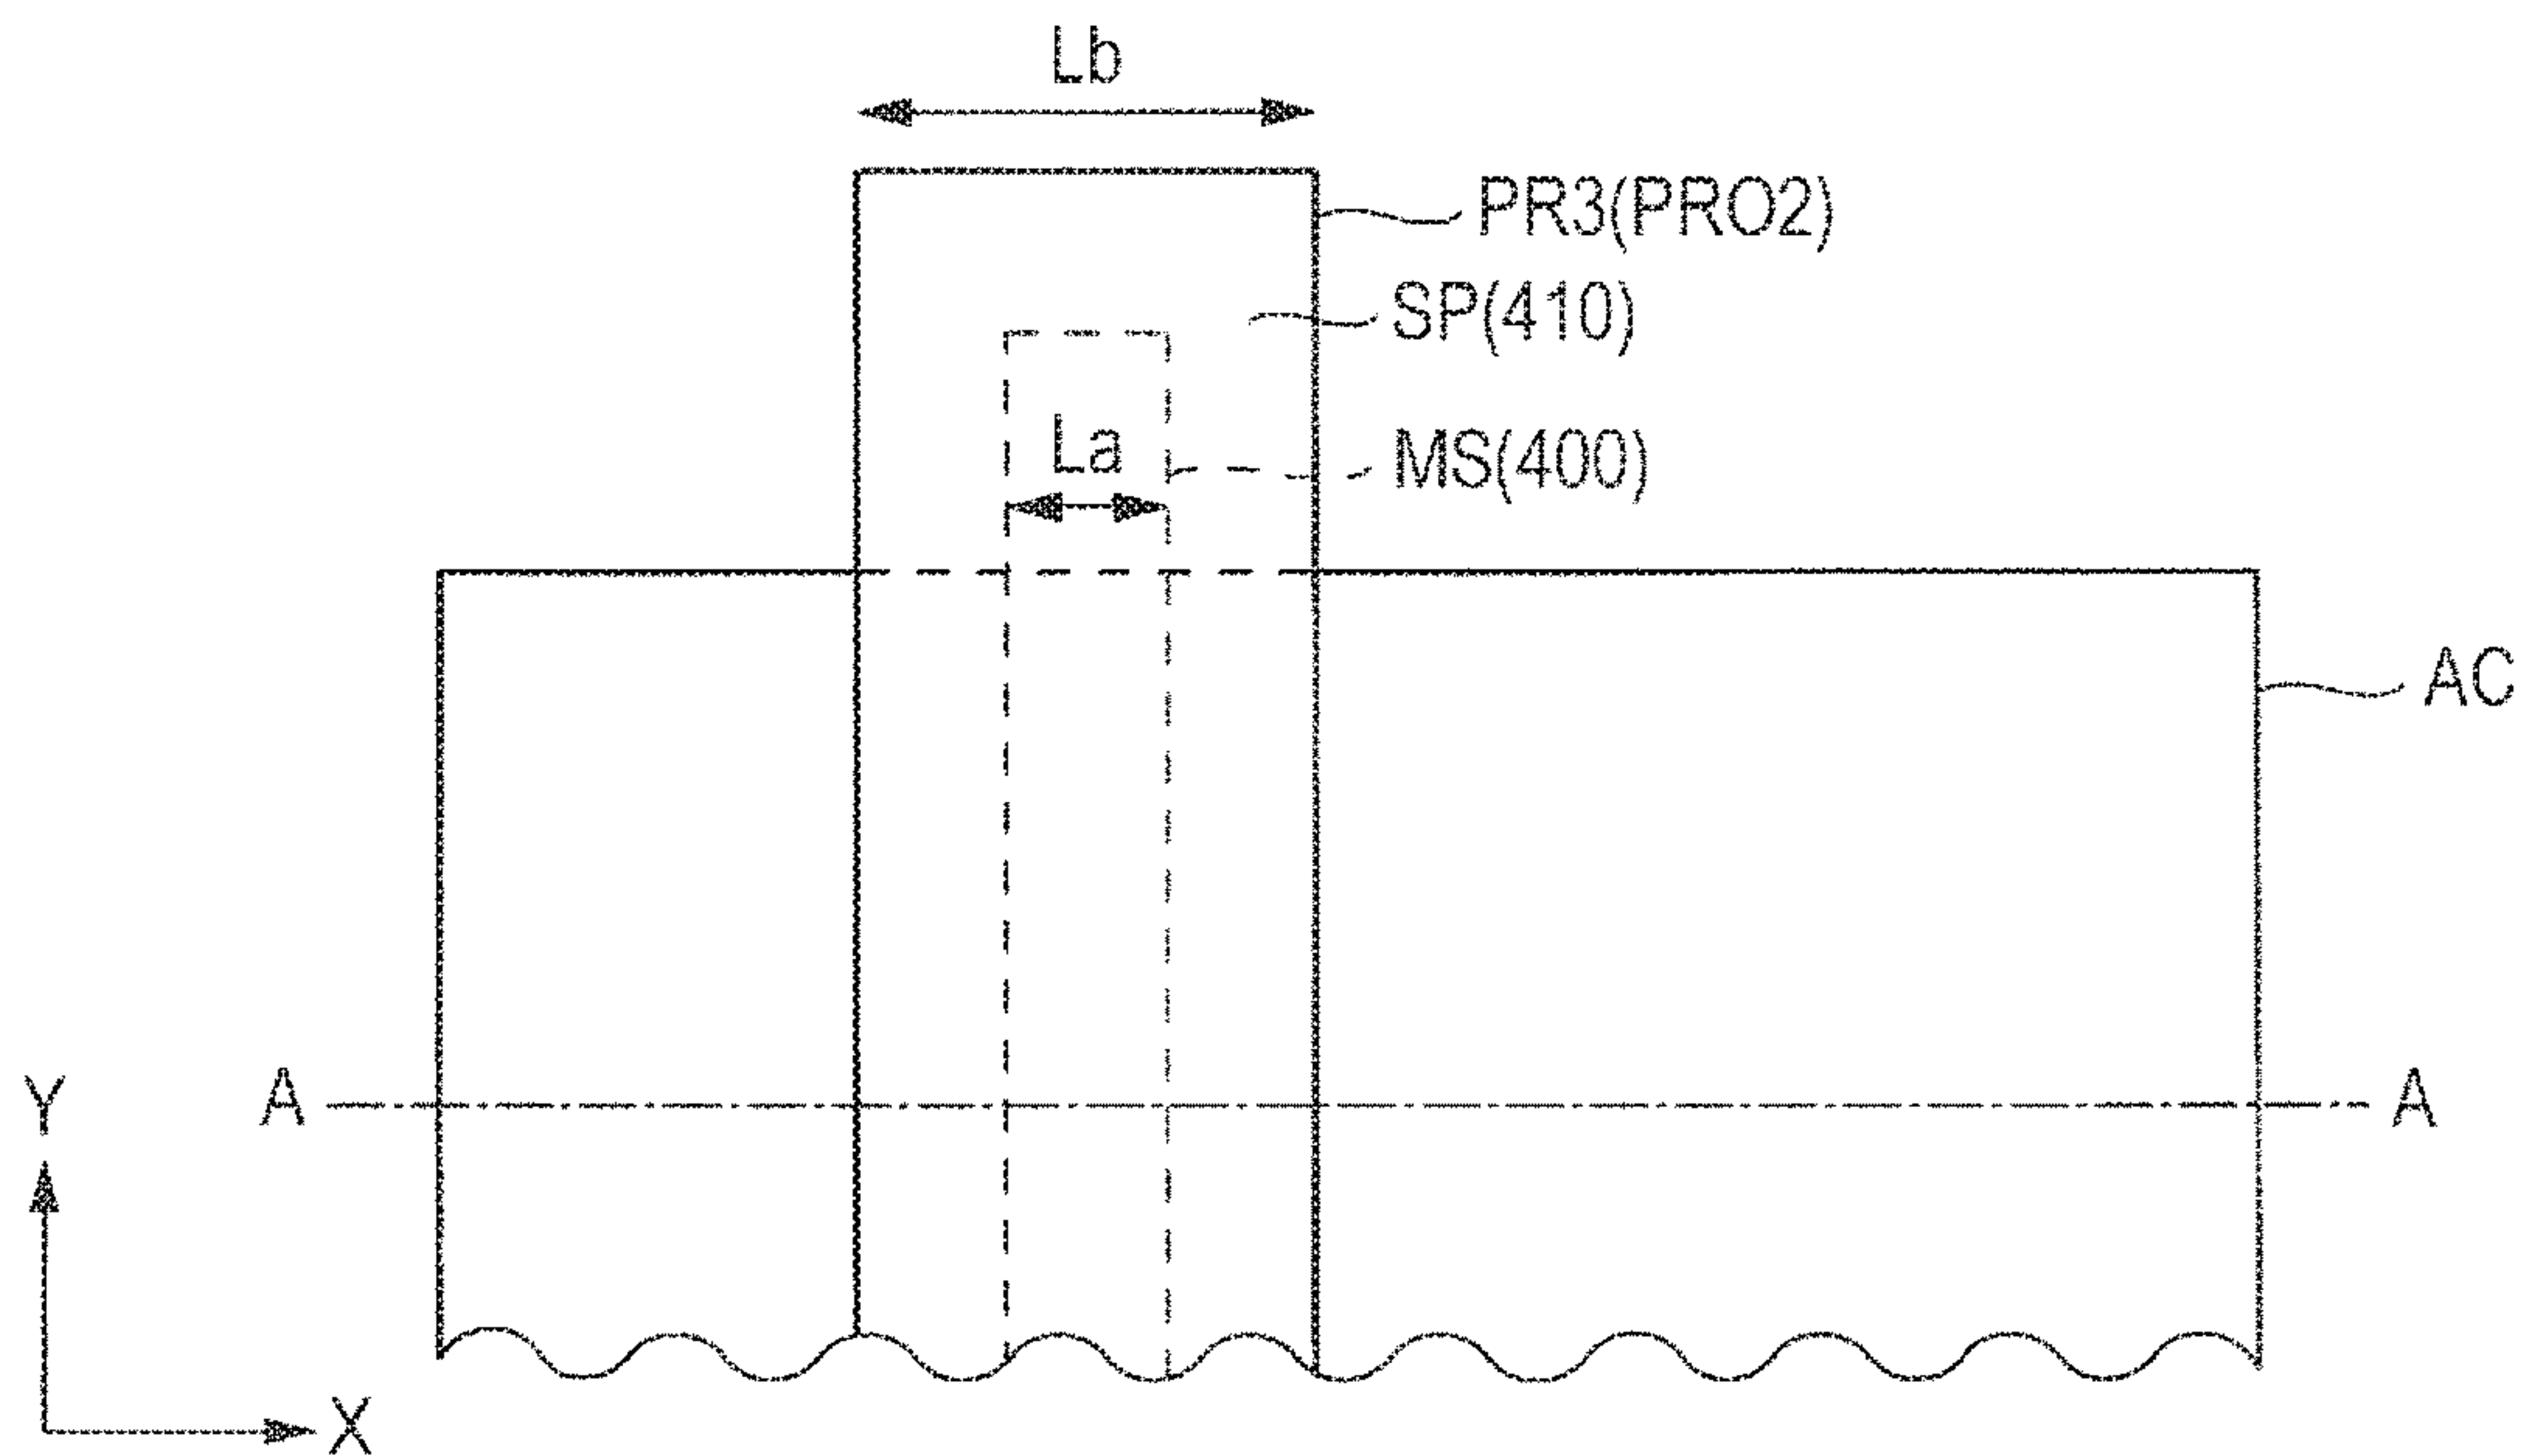 Lb
PR3(PRO2)
SP(410)
La
MS(400)
AC
Y
A
A
X